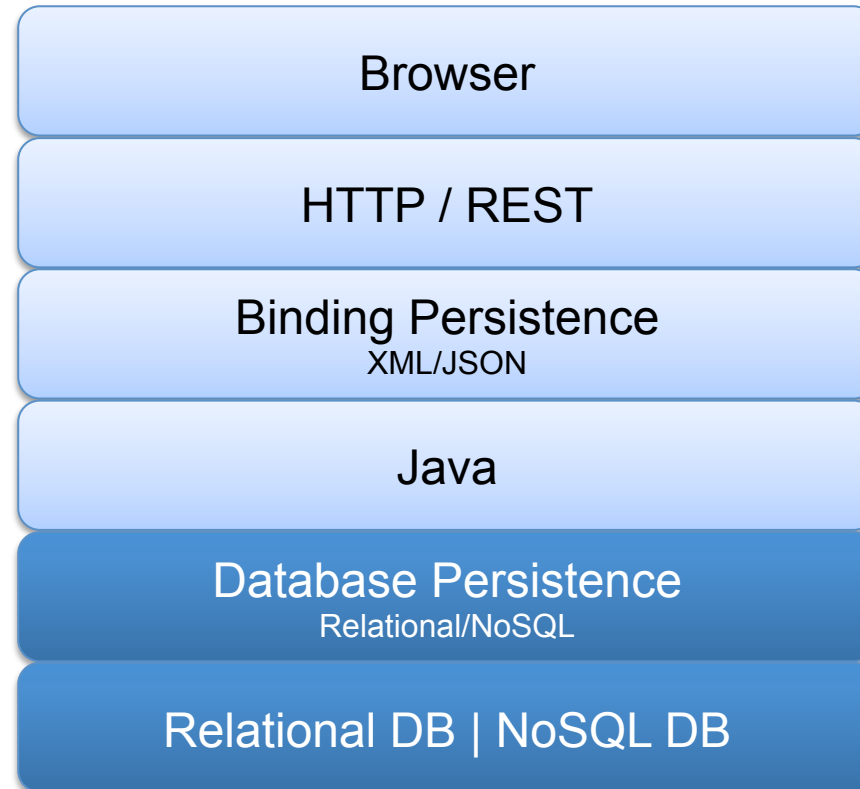 Browser
HTTP / REST
Binding Persistence
XML/JSON
Java
Database Persistence
Relational/NoSQL
Relational DB | NoSQL DB